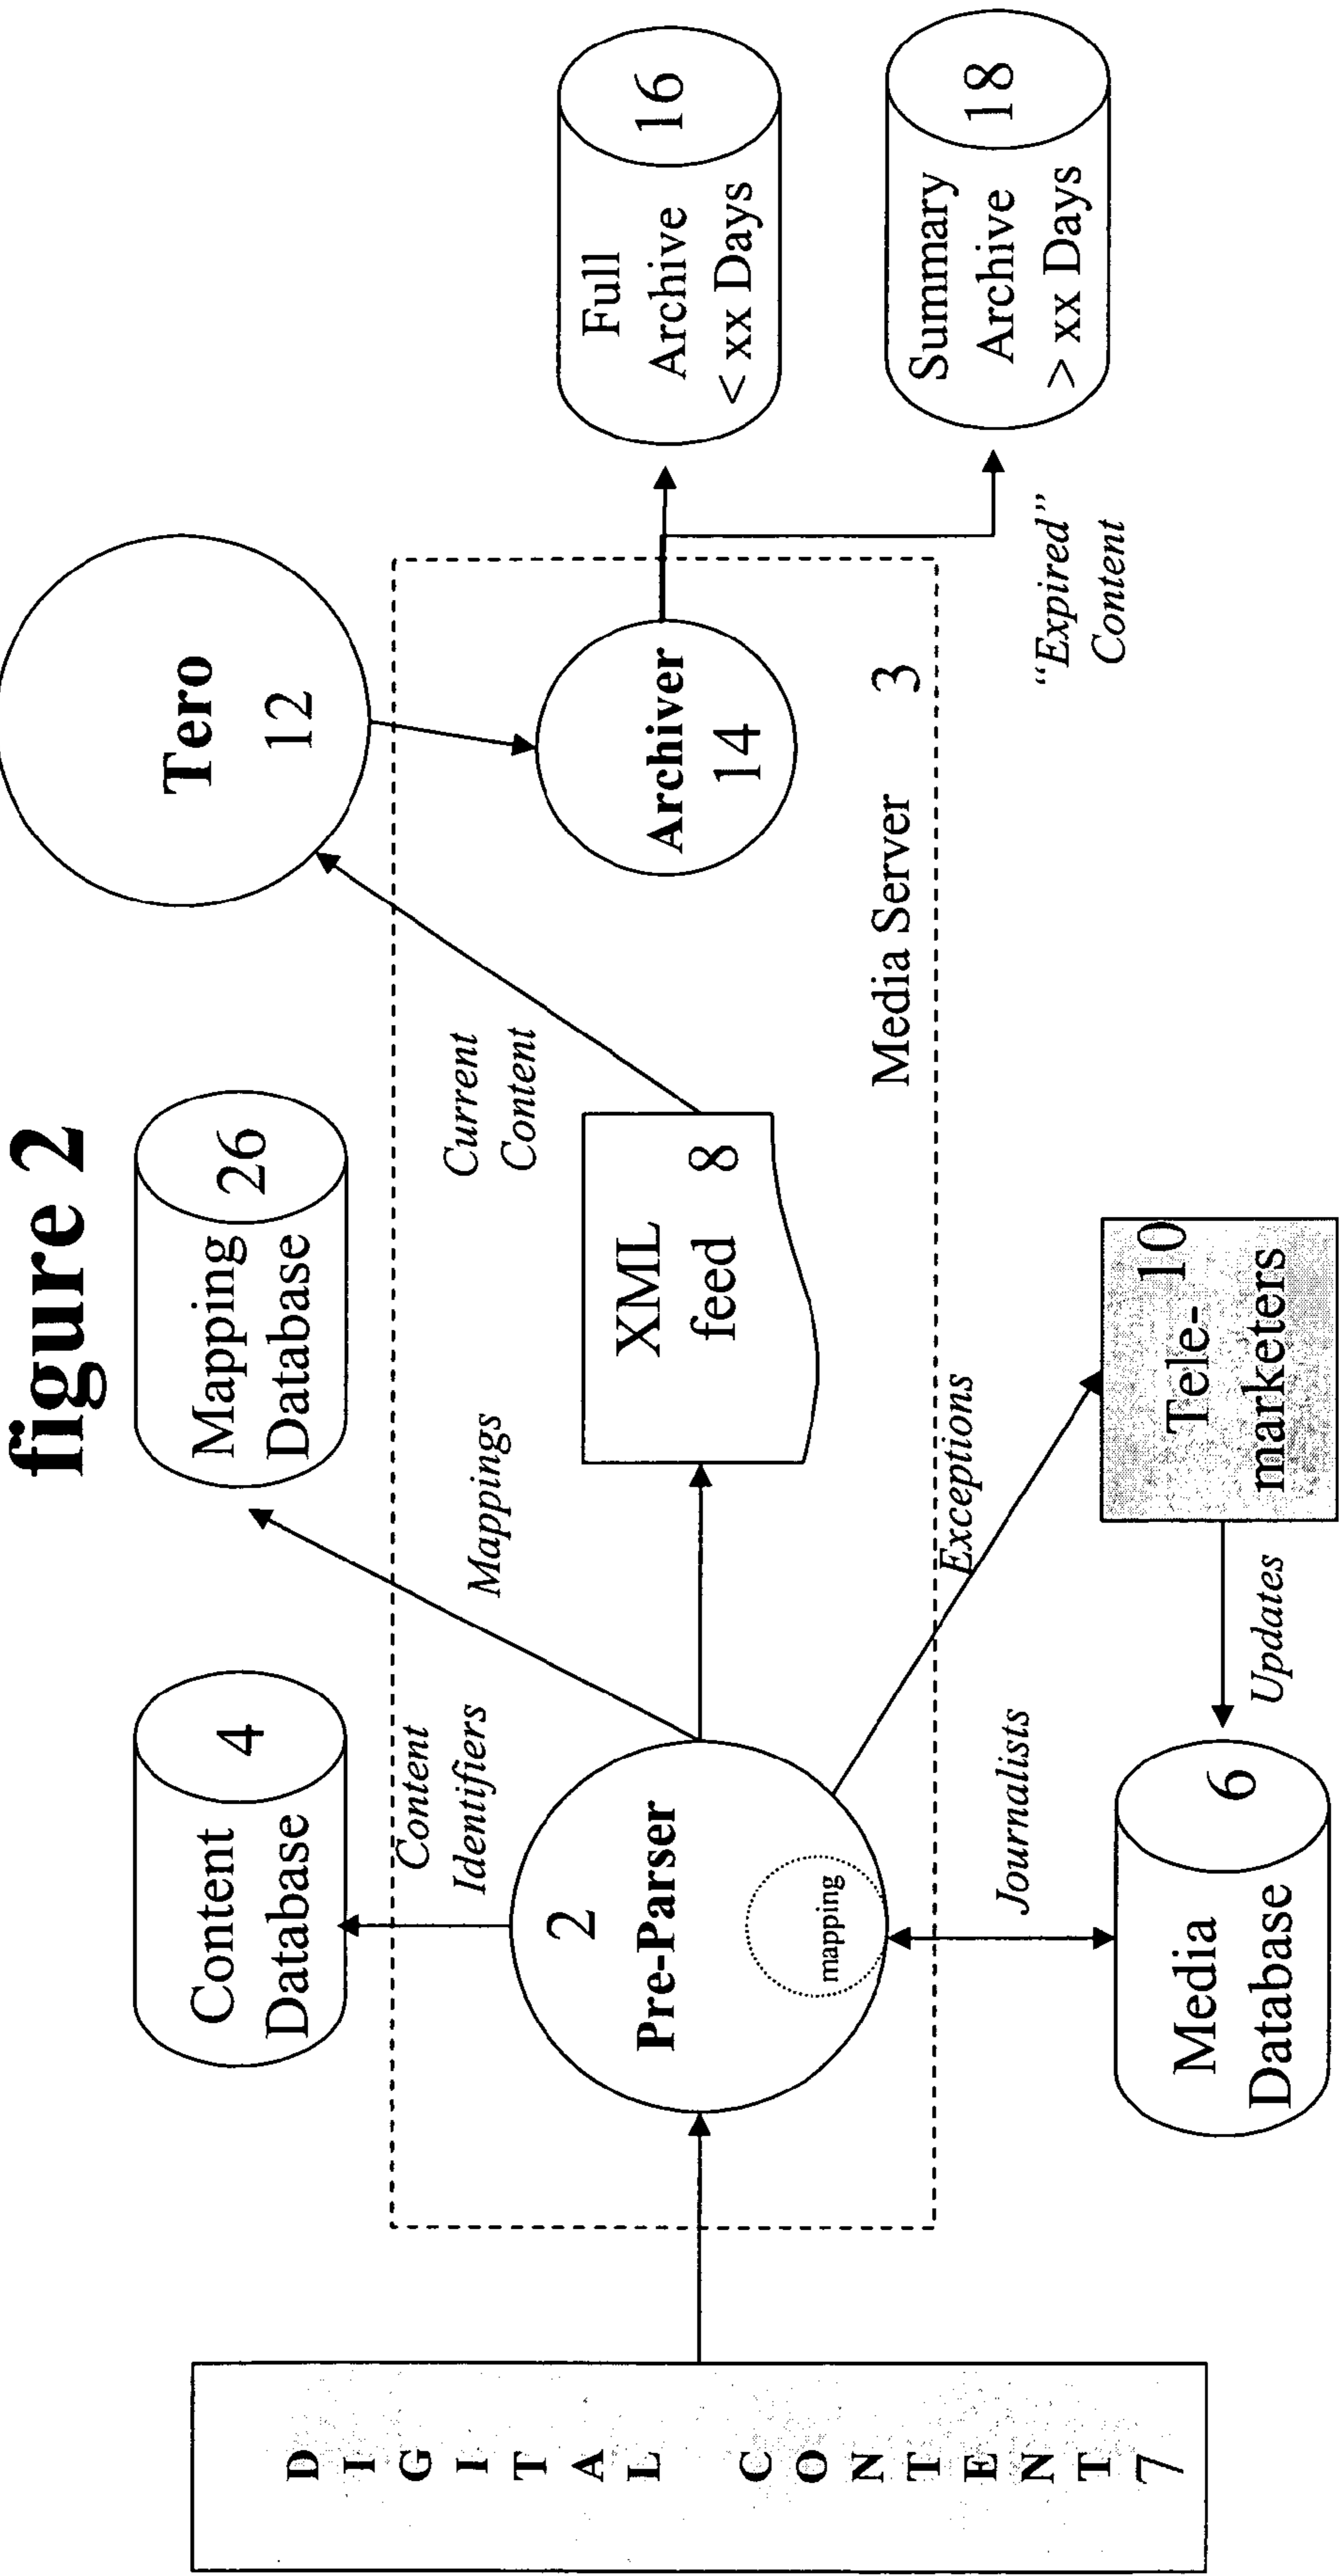 figure 2
DIGITAL CONTENT
7
Content
Database
4
Mapping
Database
26
Tero
12
Content
Identifiers
Mappings
Current
Content
2
Pre-Parser
mapping
XML
feed
8
Archiver
14
Media Server
3
Full
Archive
< xx Days
16
Summary
Archive
> xx Days
18
"Expired"
Content
Journalists
Exceptions
Media
Database
6
Updates
Tele-
marketers
10